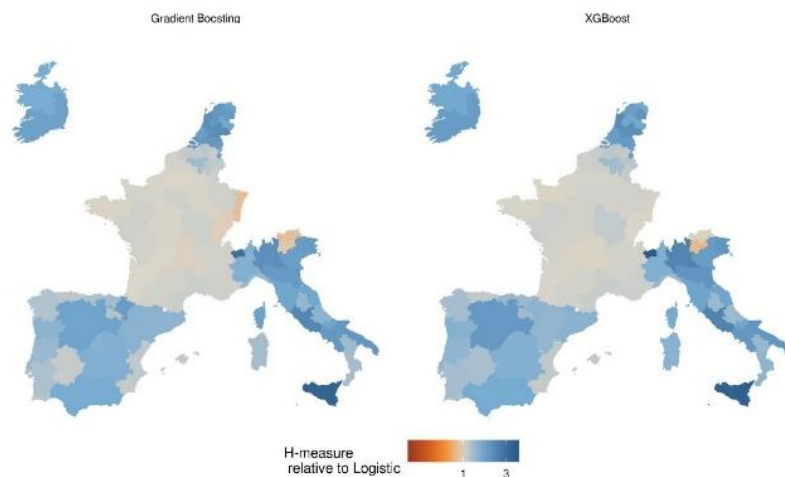 Gradient Boosting
XGBoost
H-measure
relative to Logistic
1 3